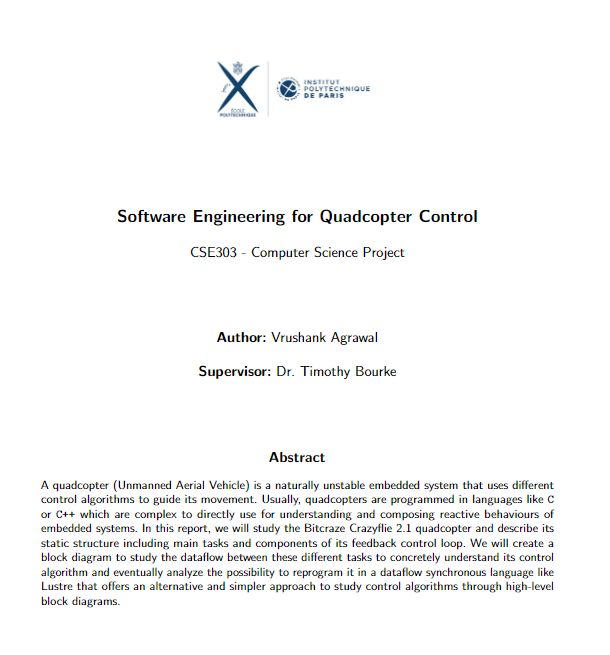 ÉCOLE
POLYTECHNIQUE
INSTITUT
POLYTECHNIQUE
DE PARIS
Software Engineering for Quadcopter Control
CSE303 - Computer Science Project
Author: Vrushank Agrawal
Supervisor: Dr. Timothy Bourke
Abstract
A quadcopter (Unmanned Aerial Vehicle) is a naturally unstable embedded system that uses different
control algorithms to guide its movement. Usually, quadcopters are programmed in languages like C
or C++ which are complex to directly use for understanding and composing reactive behaviours of
embedded systems. In this report, we will study the Bitcraze Crazyflie 2.1 quadcopter and describe its
static structure including main tasks and components of its feedback control loop. We will create a
block diagram to study the dataflow between these different tasks to concretely understand its control
algorithm and eventually analyze the possibility to reprogram it in a dataflow synchronous language like
Lustre that offers an alternative and simpler approach to study control algorithms through high-level
block diagrams.